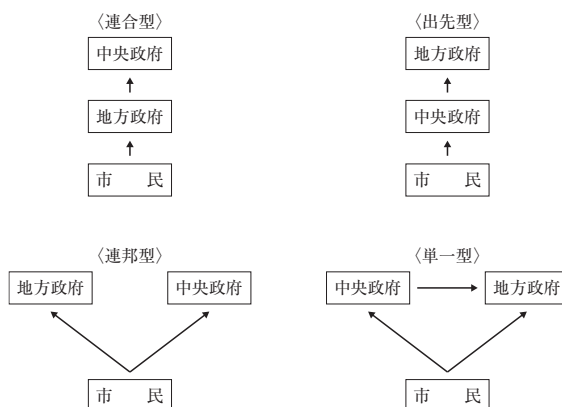 〈連合型〉
中央政府
地方政府
市　民
〈出先型〉
地方政府
中央政府
市　民
〈連邦型〉
地方政府
中央政府
市　民
〈単一型〉
中央政府
地方政府
市　民